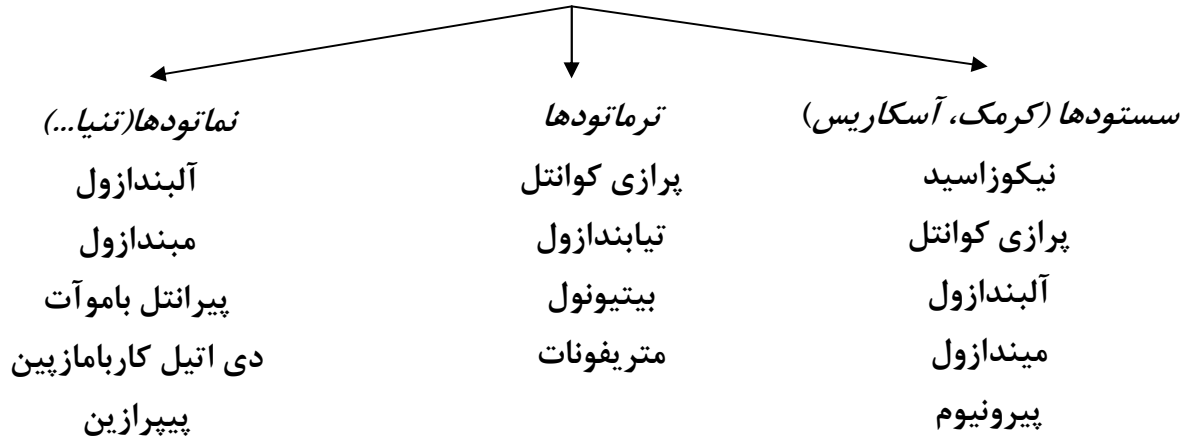 سستودها (کرمک، آسکاریس)
نیکوزاسید
پرازی کوانتل
آلبندازول
میندازول
پیرونیوم
ترماتودها
پرازی کوانتل
تیابندازول
بیتیونول
متریفونات
نماتودها(تنیا...)
آلبندازول
مبندازول
پیرانتل باموآت
دی اتیل کاربامازپین
پیپرازین